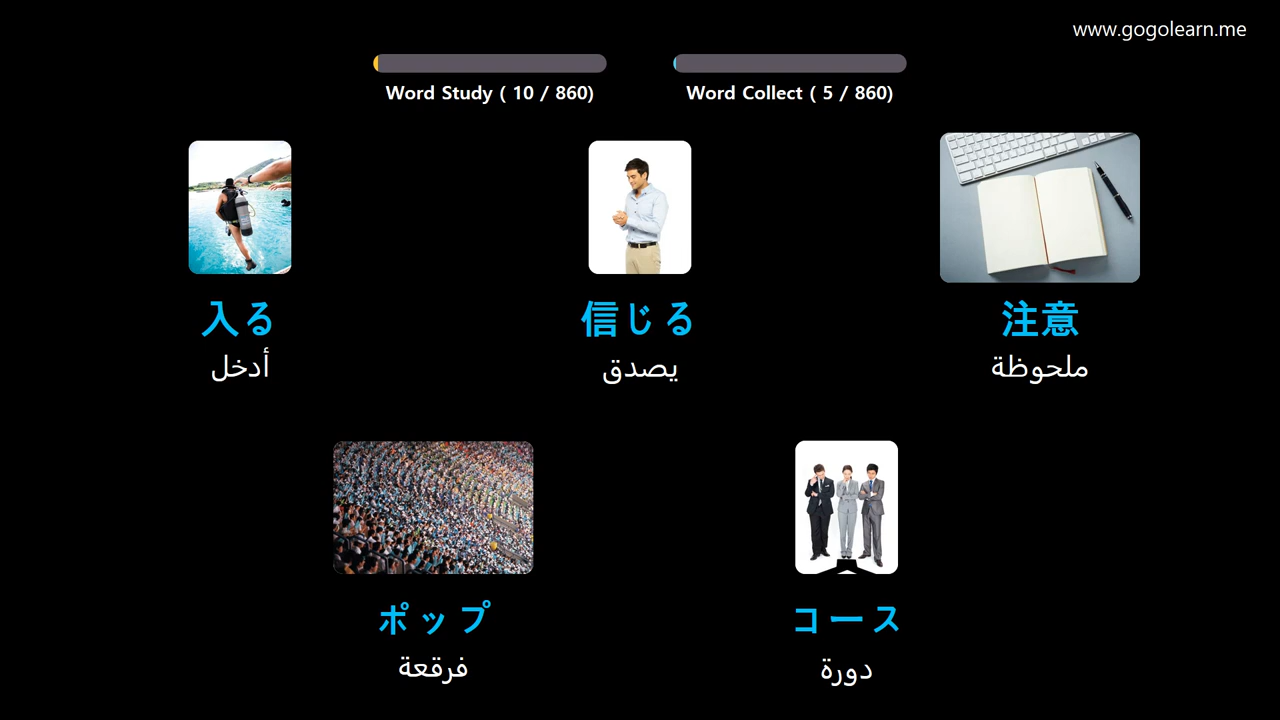 www.gogolearn.me
Word Study ( 10 / 860)
Word Collect ( 5 / 860)
入る
أدخل
信じる
يصدق
注意
ملحوظة
ポップ
فرقعة
コース
دورة